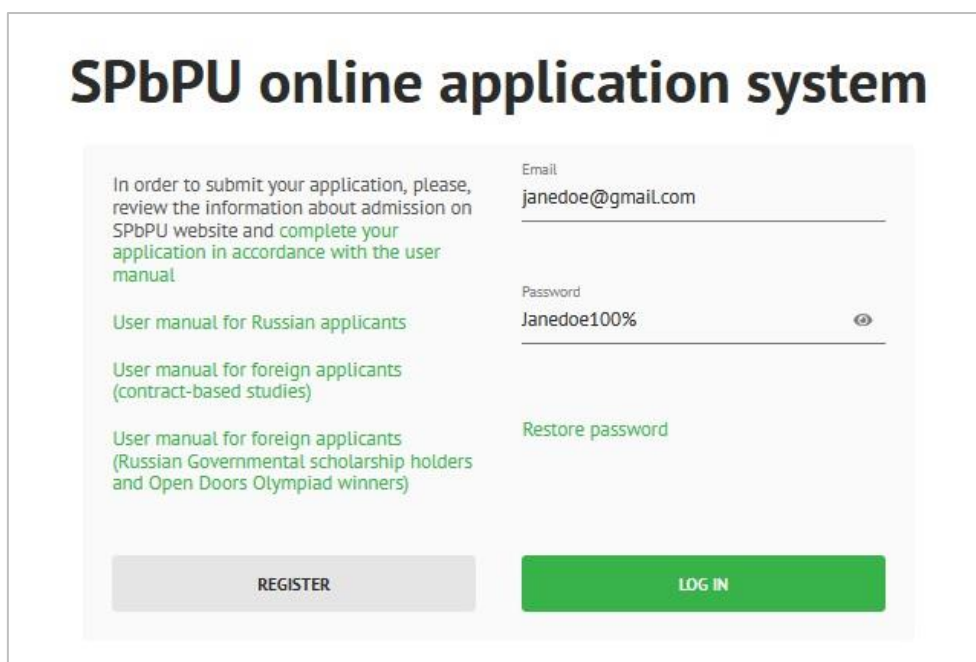 SPbPU online application system
In order to submit your application, please,
review the information about admission on
SPbPU website and complete your
application in accordance with the user
manual
User manual for Russian applicants
User manual for foreign applicants
(contract-based studies)
User manual for foreign applicants
(Russian Governmental scholarship holders
and Open Doors Olympiad winners)
REGISTER
Email
janedoe@gmail.com
Password
Janedoe100%
Restore password
LOG IN